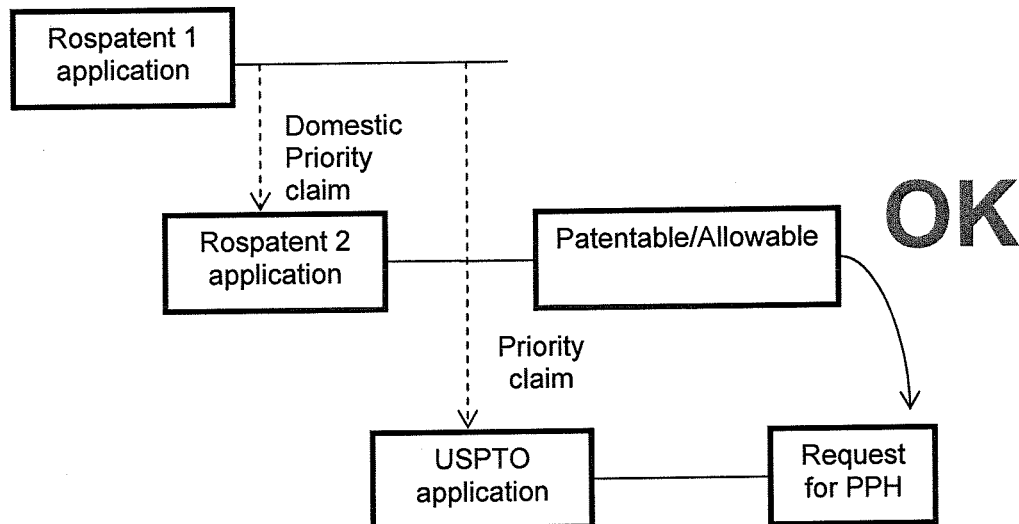 Rospatent 1
application
Domestic
Priority
claim
OK
Rospatent 2
application
Patentable/Allowable
Priority
claim
USPTO
application
Request
for PPH